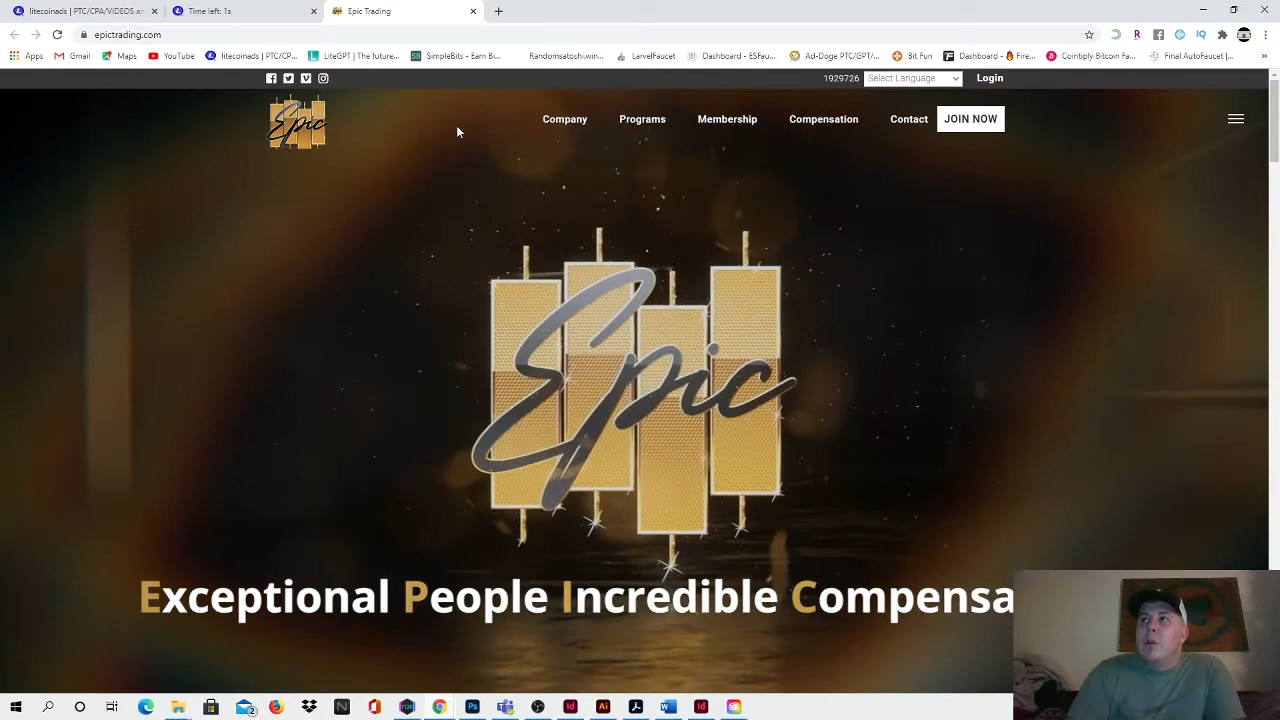 litecoinads | PTC/CPA/VIDEOS ar
Time left: 1s
Epic Trading
epictrading.com
Apps
Gmail
Maps
YouTube
litecoinads | PTC/CP...
LiteGPT | The future...
SimpleBits - Earn Bi...
Randomsatoshi.win...
LarvelFaucet
Dashboard - ESFau...
Ad-Doge PTC/GPT/...
Bit Fun
Dashboard - Fire...
Cointiply Bitcoin Fa...
Final AutoFaucet |...
1929726
Select Language
Login
Epic
Company
Programs
Membership
Compensation
Contact
JOIN NOW
Epic
Exceptional People Incredible Compensa